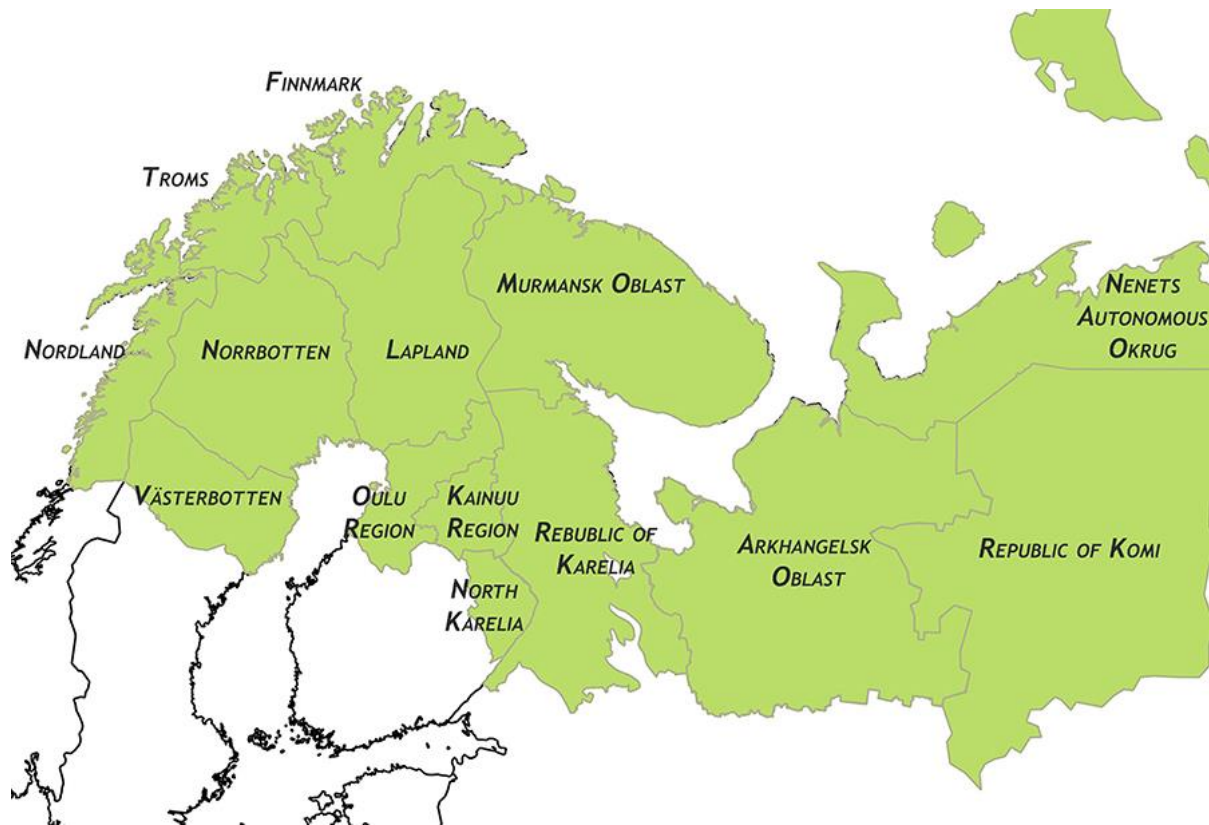 Finnmark
Troms
Nordland
Norrbotten
Lapland
Murmansk Oblast
Nenets
Autonomous
Okrug
Västerbotten
Oulu
Region
Kainuu
Region
Rebublic of
Karelia
Arkhangelsk
Oblast
Republic of Komi
North
Karelia